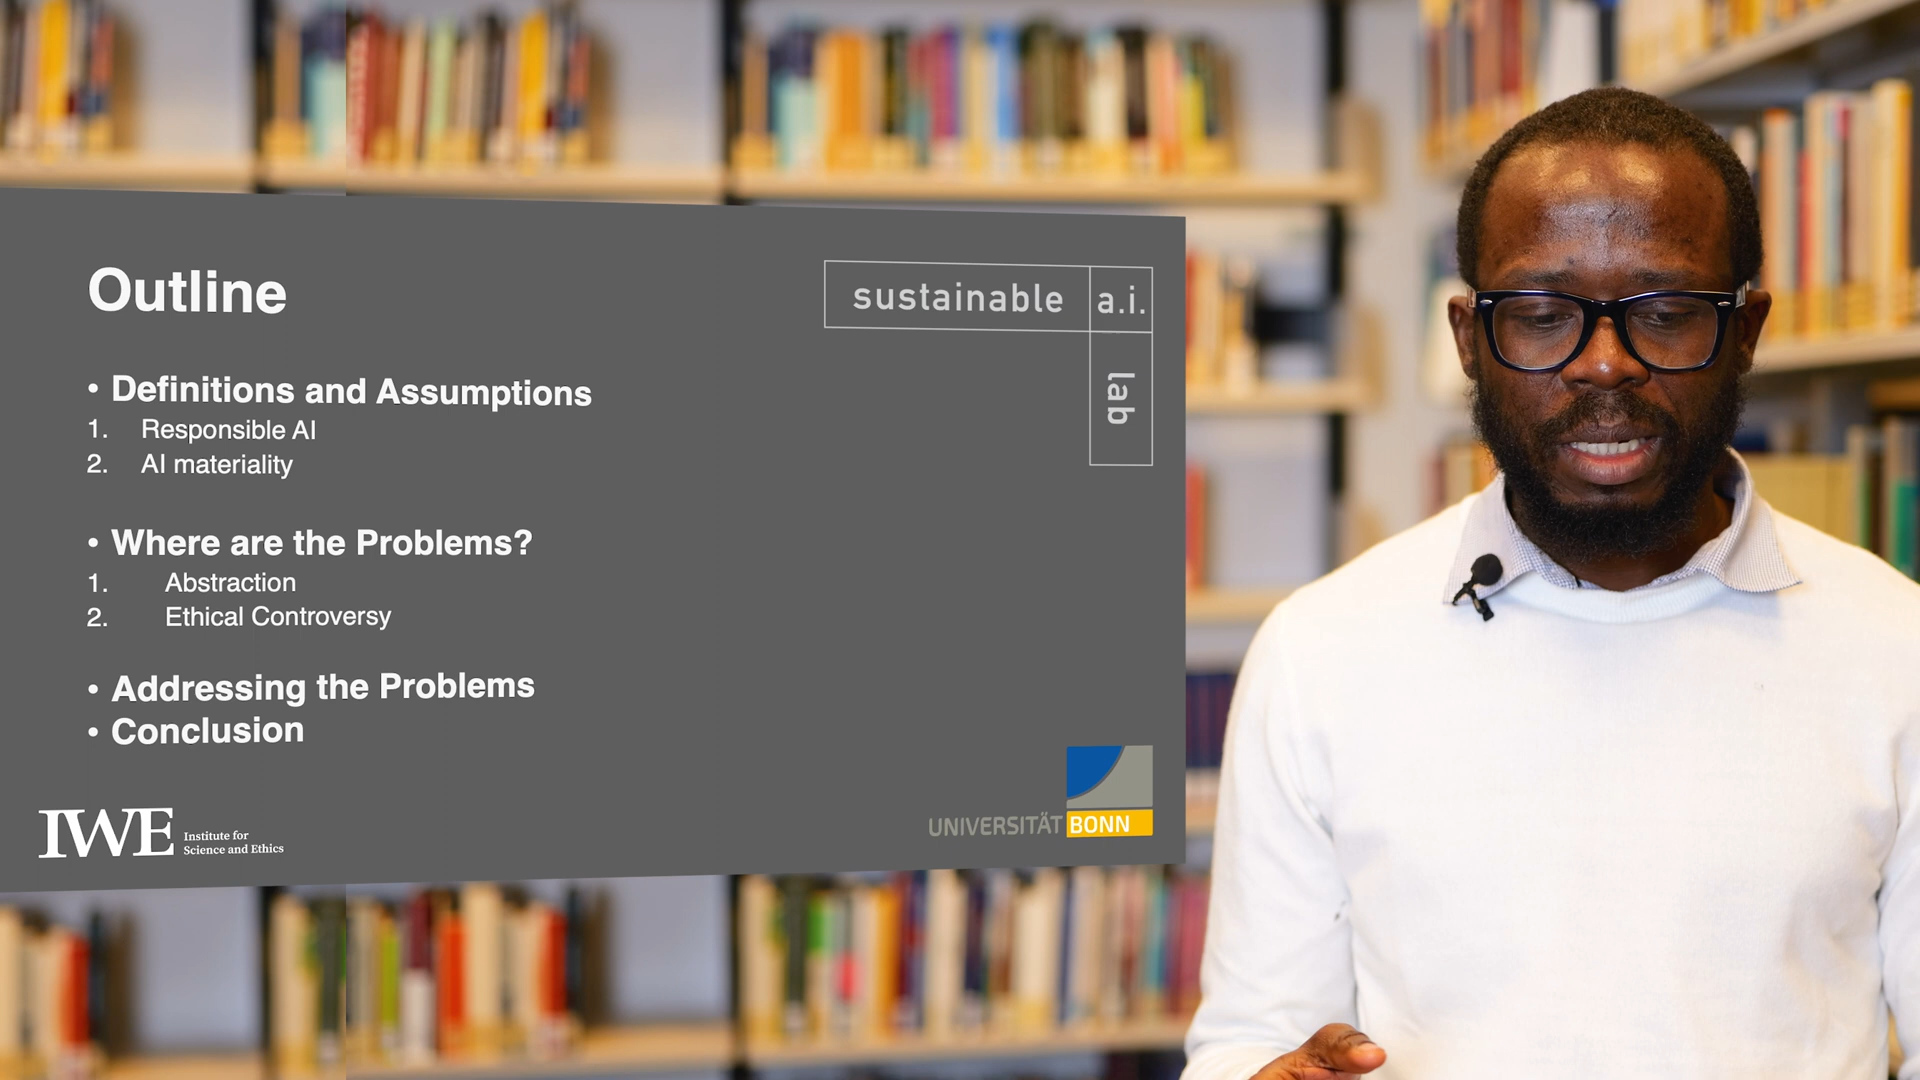 Outline
sustainable a.i.
lab
• Definitions and Assumptions
1. Responsible AI
2. AI materiality
• Where are the Problems?
1. Abstraction
2. Ethical Controversy
• Addressing the Problems
• Conclusion
IWE Institute for
Science and Ethics
UNIVERSITÄT BONN